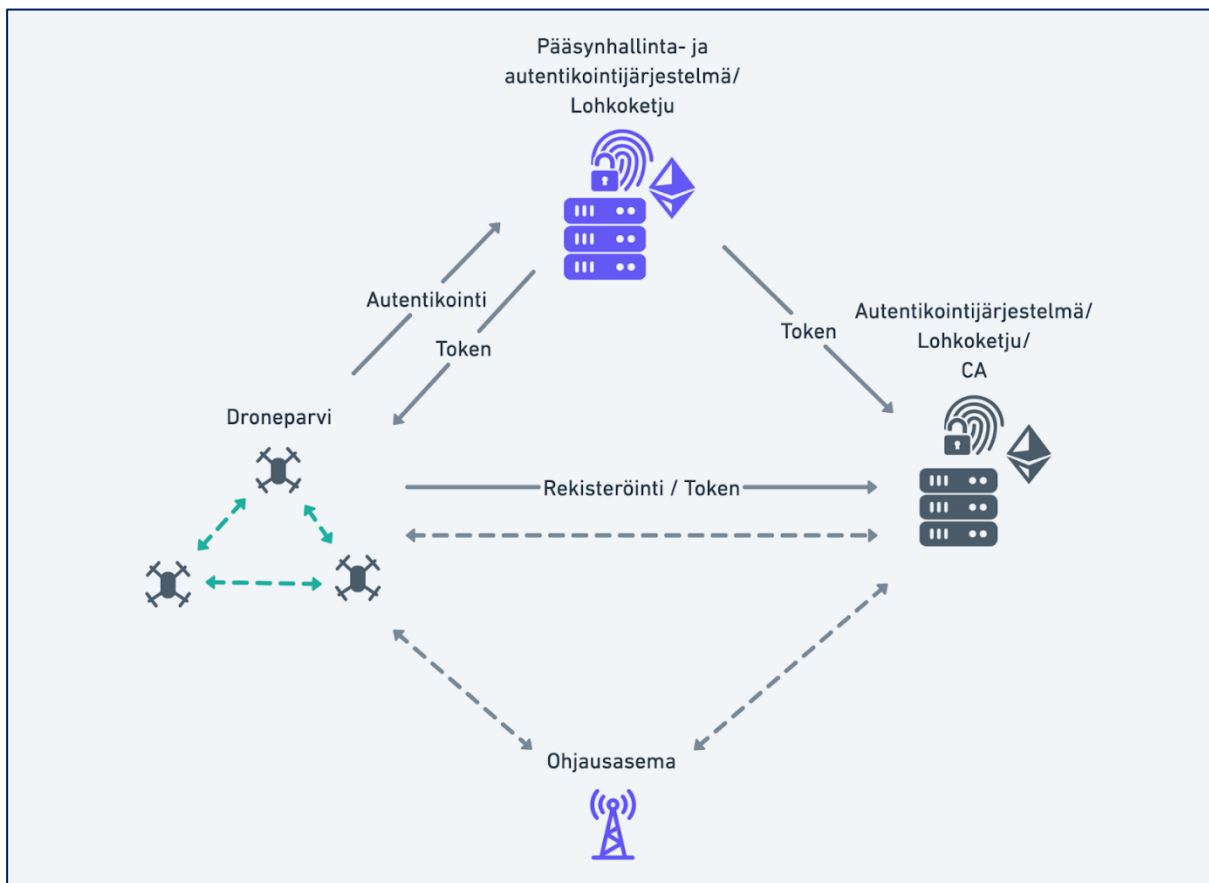 Pääsynhallinta- ja
autentikointijärjestelmä/
Lohkoketju
Autentikointi
Token
Token
Autentikointijärjestelmä/
Lohkoketju/
CA
Droneparvi
Rekisteröinti / Token
Ohjausasema